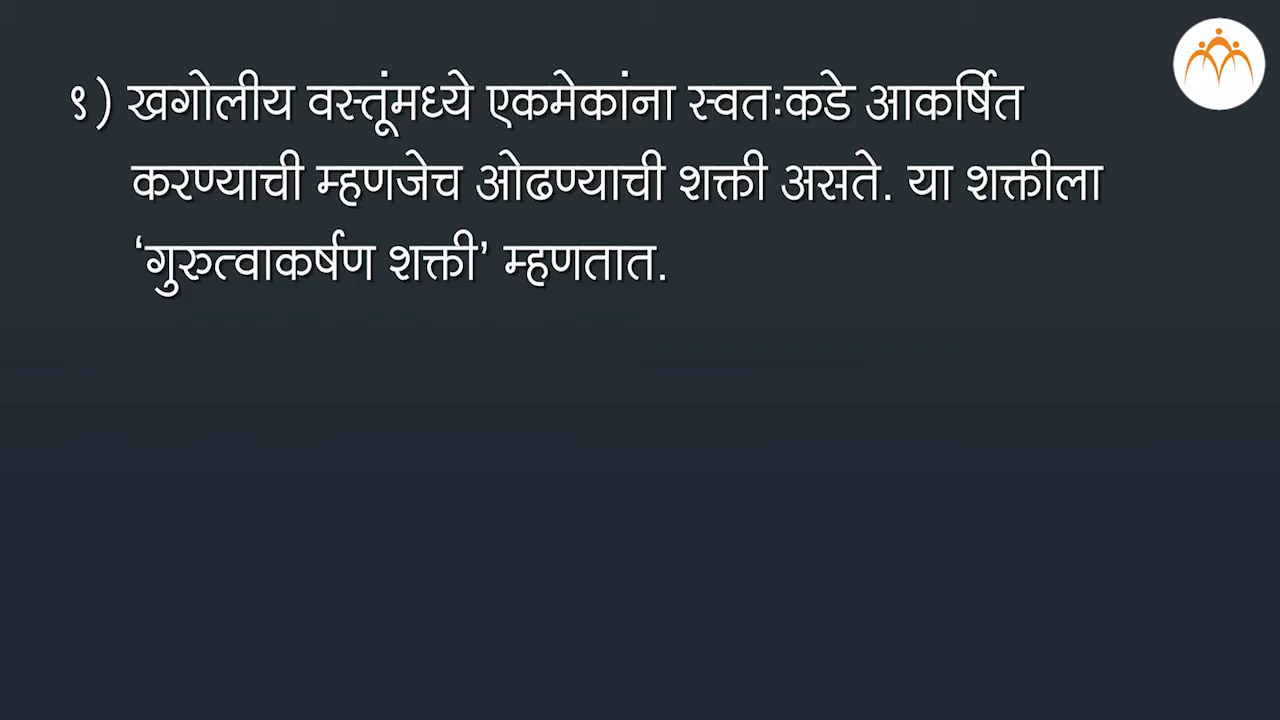 १) खगोलीय वस्तूंमध्ये एकमेकांना स्वतःकडे आकर्षित
करण्याची म्हणजेच ओढण्याची शक्ती असते. या शक्तीला
‘गुरुत्वाकर्षण शक्ती’ म्हणतात.